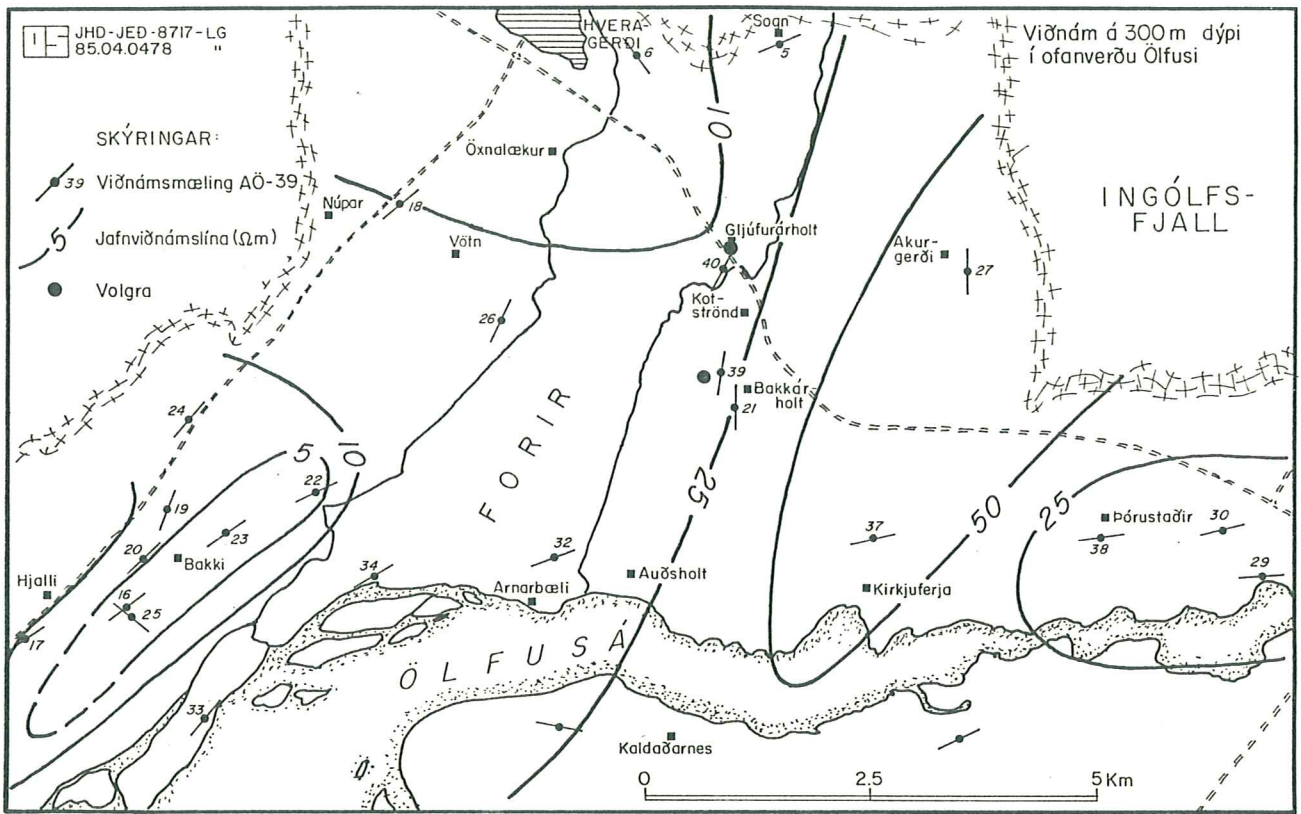 JHD-JED-8717-LG
85.04.0478 "
Viðnám á 300 m dýpi
í ofanverðu Ölfusi
SKÝRINGAR:
39 Viðnámsmæling AÖ-39
5 Jafnviðnámslína (Ωm)
Volgra
HVERA-
GERÐI
6
Sogn
5
10
Öxnalækur
Núpar
18
Vötn
Gljúfurárholt
40
Kot-
strönd
Akur-
gerði
27
INGÓLFS-
FJALL
26
39
Bakkár-
holt
21
24
5
10
22
FORIR
25
50
25
19
23
20
Bakki
Hjalli
16
25
17
34
32
Arnarbæli
Auðsholt
37
Kirkjuferja
Þórustaðir
38
30
29
ÖLFUSÁ
33
Kaldaðarnes
0 2.5 5 Km